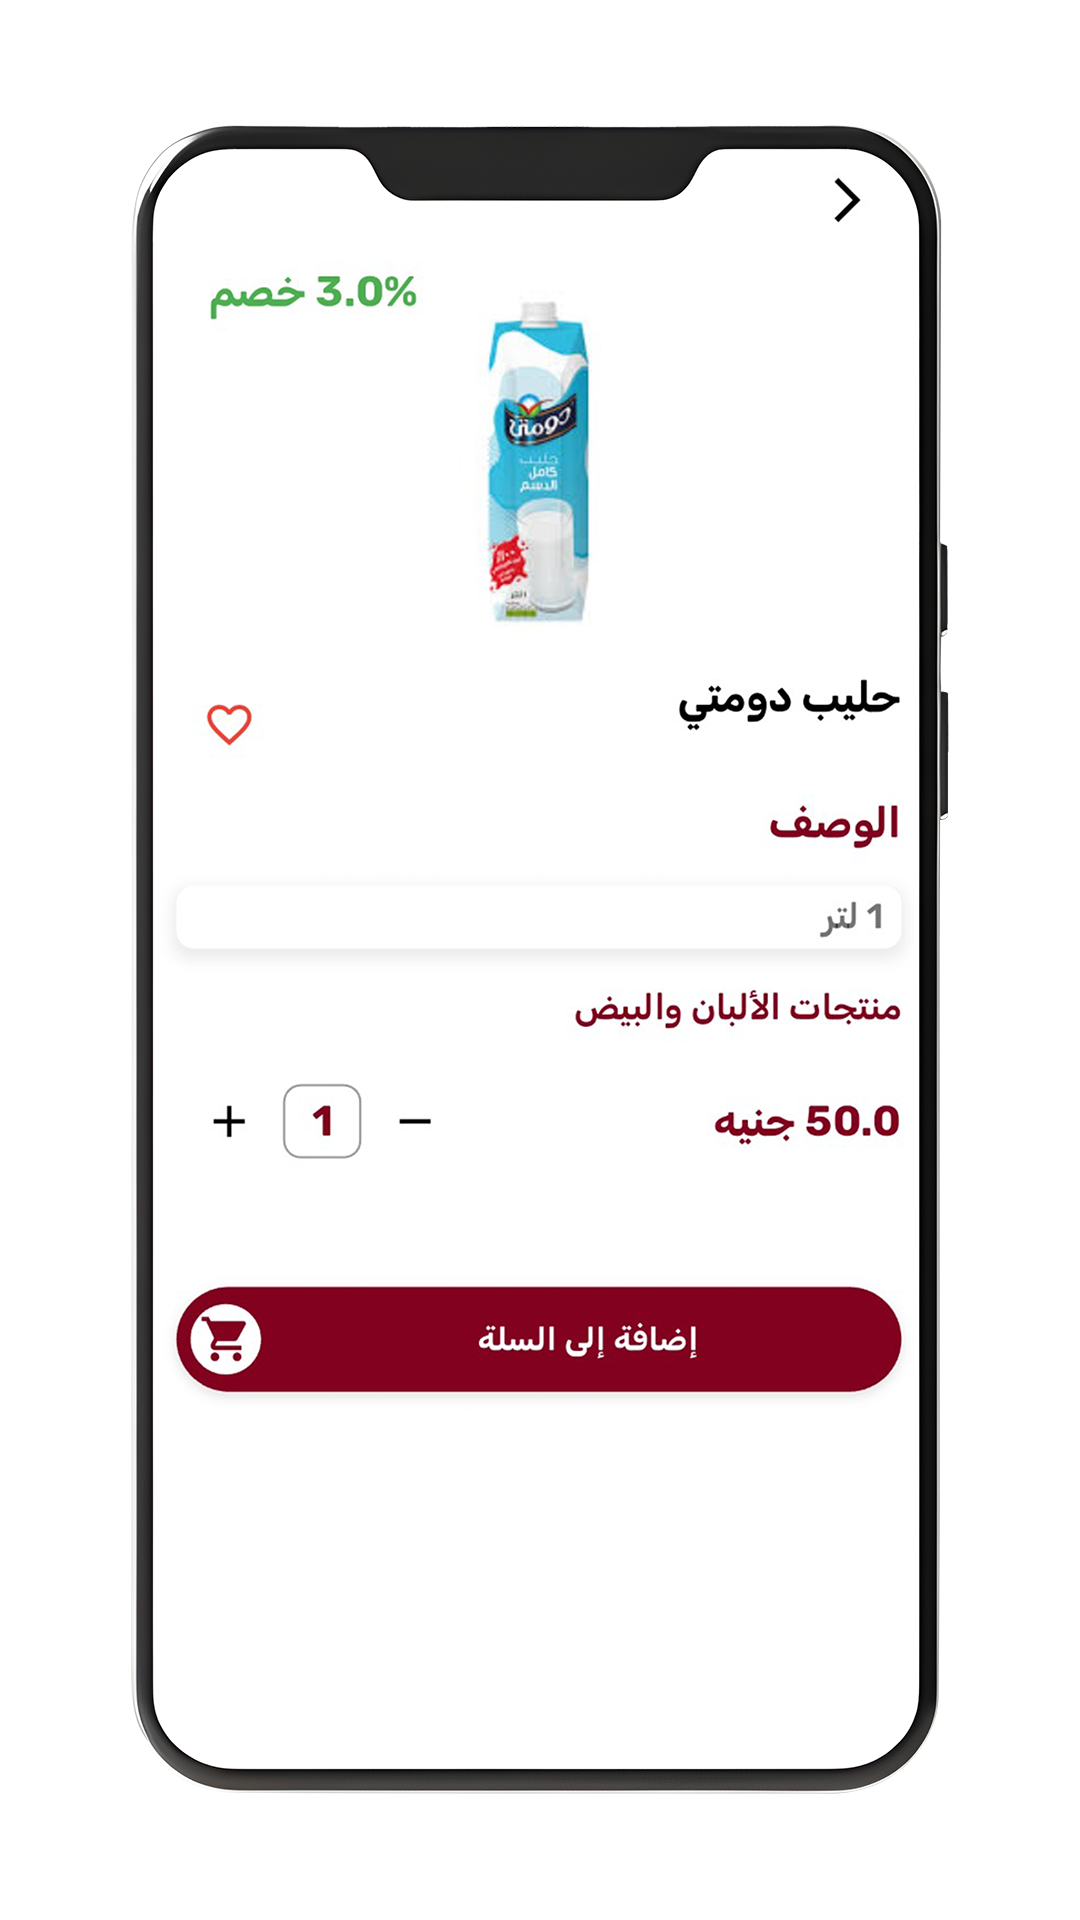 3.0% خصم
دومتي
حليب
كامل
الدسم
حليب دومتي
الوصف
1 لتر
منتجات الألبان والبيض
50.0 جنيه
1
إضافة إلى السلة